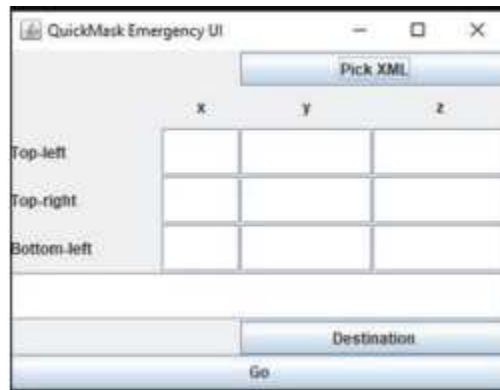 QuickMask Emergency UI
Pick XML
x y z
Top-left
Top-right
Bottom-left
Destination
Go